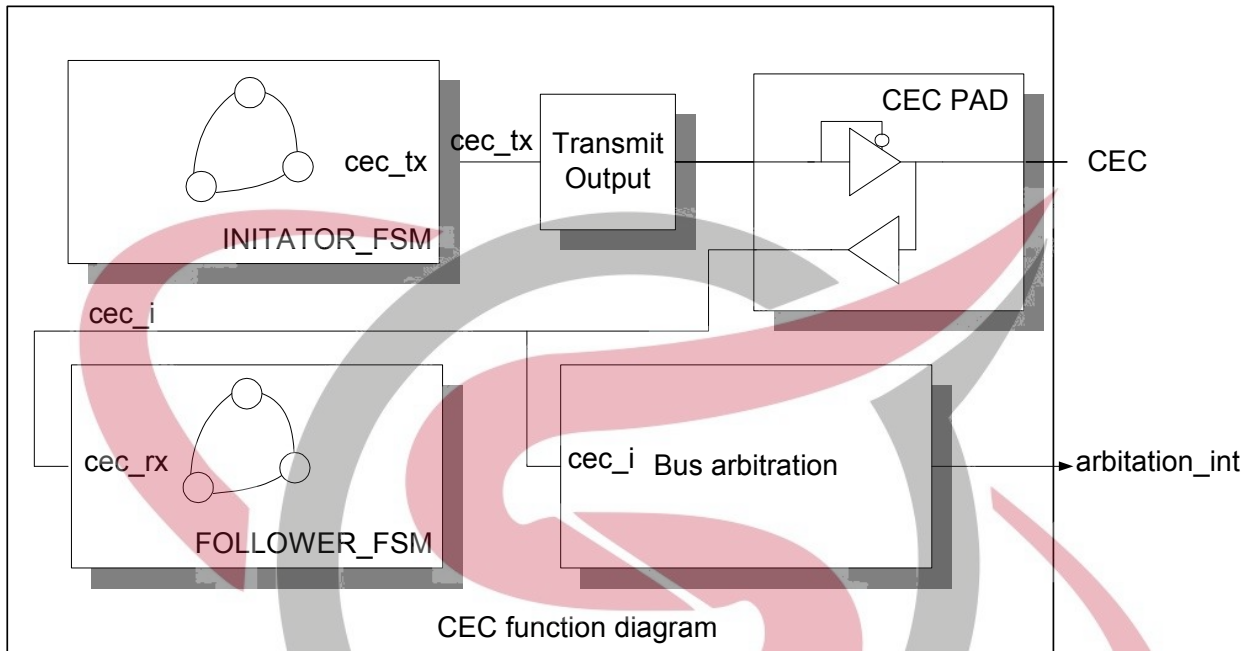 CEC PAD
cec_tx
Transmit
Output
cec_tx
CEC
INITATOR_FSM
cec_i
cec_rx
cec_i
Bus arbitration
arbitation_int
FOLLOWER_FSM
CEC function diagram